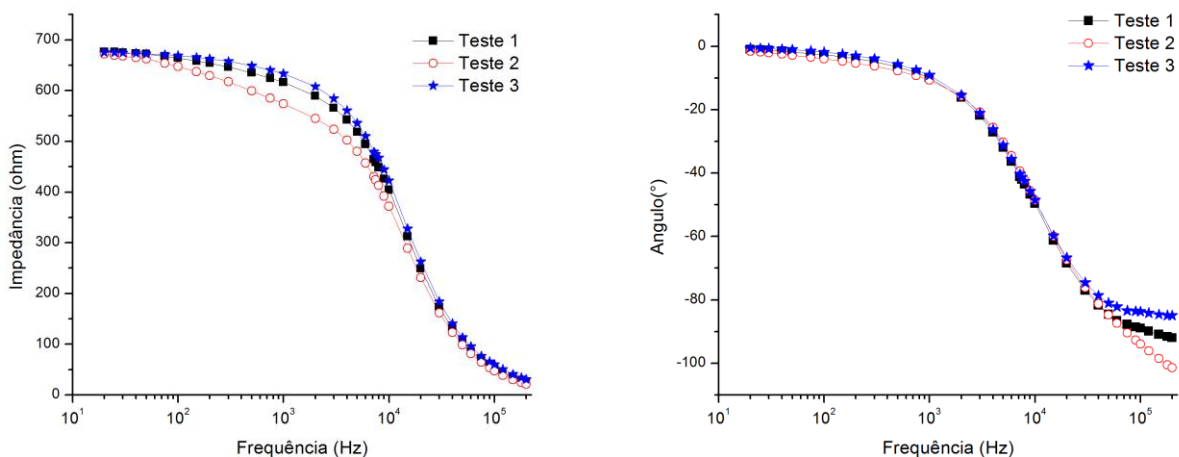 Impedância (ohm)
700
600
500
400
300
200
100
0
10^1
10^2
10^3
10^4
10^5
Frequência (Hz)
Teste 1
Teste 2
Teste 3
Angulo(°)
0
-20
-40
-60
-80
-100
10^1
10^2
10^3
10^4
10^5
Frequência (Hz)
Teste 1
Teste 2
Teste 3